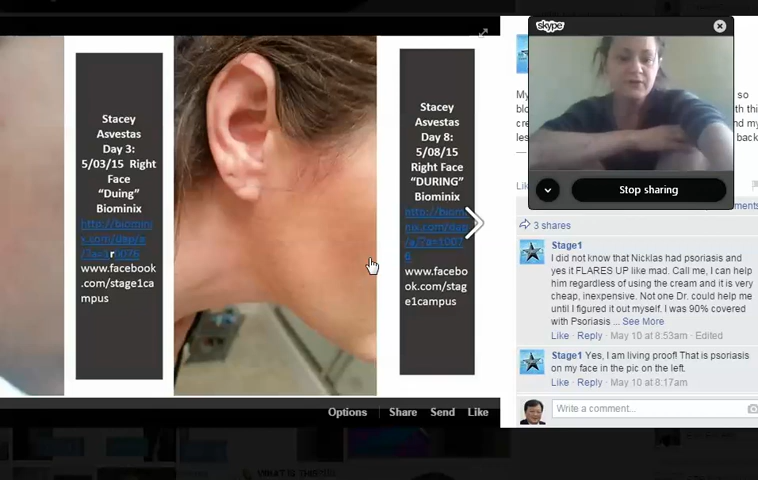 Stacey
Asvestas
Day 3:
5/03/15 Right
Face
“Duing”
Biominix
http://biomini
www.facebook
.com/stage1ca
mpus
Stacey
Asvestas
Day 8:
5/08/15
Right Face
“DURING”
Biominix
www.facebo
ok.com/stag
e1campus
Options
Share
Send
Like
skype
Stop sharing
My
so
3 shares
Stage1
I did not know that Nicklas had psoriasis and
yes it FLARES UP like mad. Call me, I can help
him regardless of using the cream and it is very
cheap, inexpensive. Not one Dr. could help me
until I figured it out myself. I was 90% covered
with Psoriasis ... See More
Like · Reply · May 10 at 8:53am · Edited
Stage1 Yes, I am living proof! That is psoriasis
on my face in the pic on the left.
Like · Reply · May 10 at 8:17am
Write a comment...